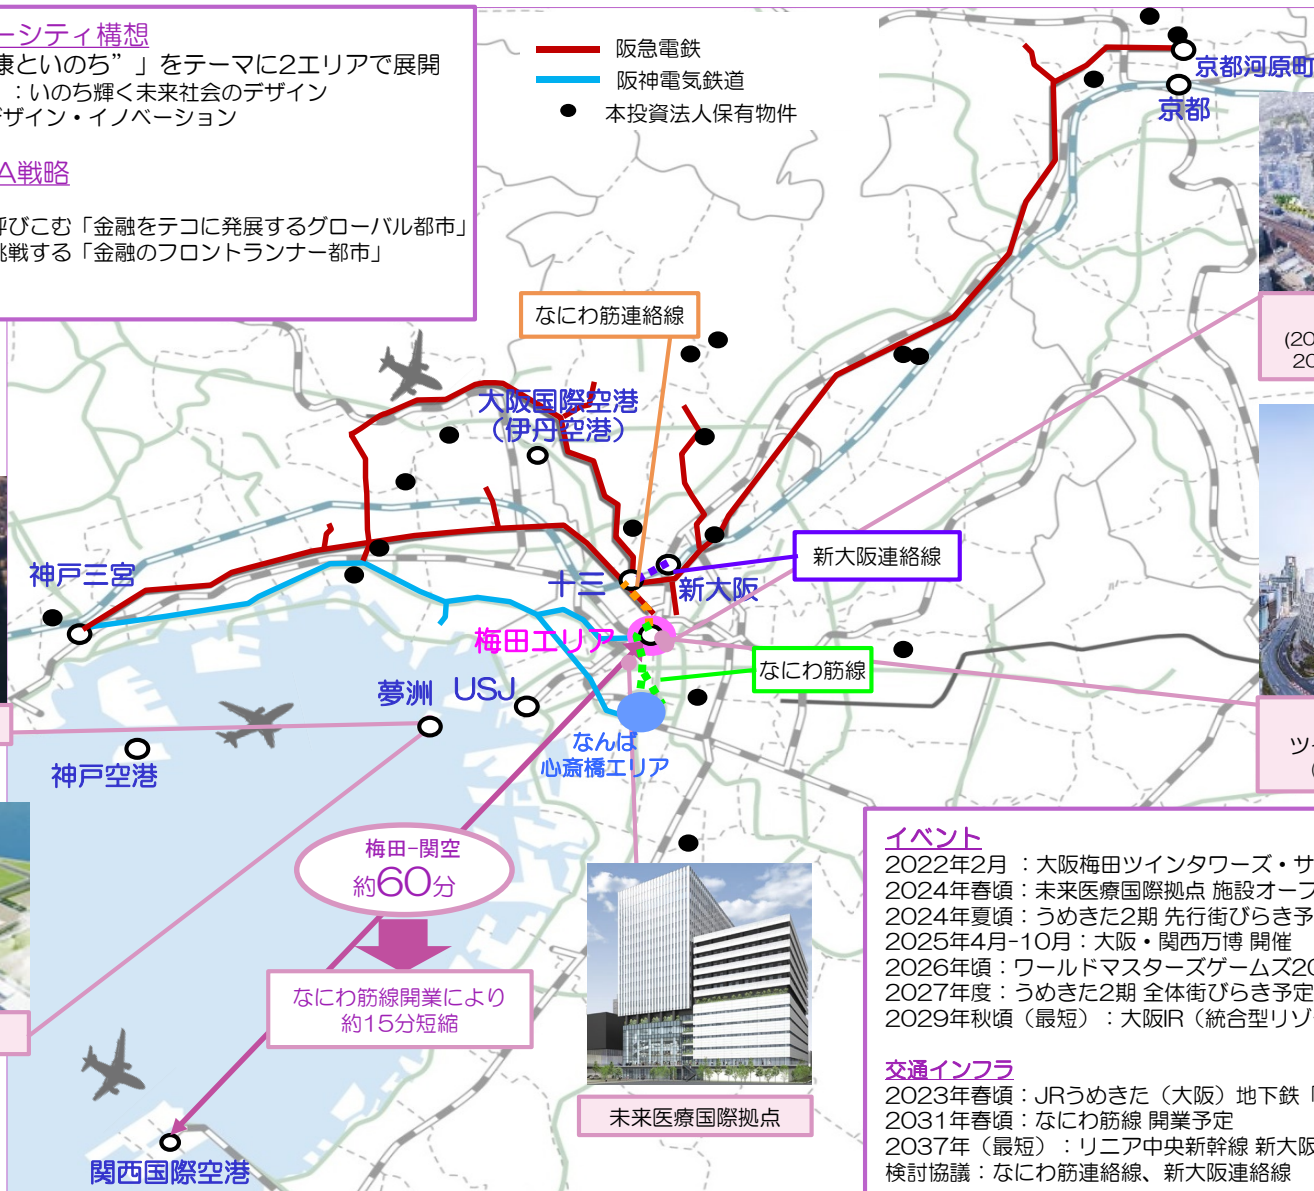 ーシティ構想
康といのち”」をテーマに2エリアで展開
：いのち輝く未来社会のデザイン
デザイン・イノベーション
A戦略
呼びこむ「金融をテコに発展するグローバル都市」
挑戦する「金融のフロントランナー都市」
阪急電鉄
阪神電気鉄道
本投資法人保有物件
京都河原町
京都
なにわ筋連絡線
(20
20
大阪国際空港
（伊丹空港）
新大阪連絡線
神戸三宮
十三
新大阪
梅田エリア
なにわ筋線
夢洲
USJ
なんば
心斎橋エリア
神戸空港
ツ
(
梅田-関空
約60分
なにわ筋線開業により
約15分短縮
未来医療国際拠点
関西国際空港
イベント
2022年2月 ：大阪梅田ツインタワーズ・サ
2024年春頃：未来医療国際拠点 施設オープ
2024年夏頃：うめきた2期 先行街びらき予
2025年4月-10月：大阪・関西万博 開催
2026年頃：ワールドマスターズゲームズ20
2027年度：うめきた2期 全体街びらき予定
2029年秋頃（最短）：大阪IR（統合型リゾ
交通インフラ
2023年春頃：JRうめきた（大阪）地下鉄「
2031年春頃：なにわ筋線 開業予定
2037年（最短）：リニア中央新幹線 新大阪
検討協議：なにわ筋連絡線、新大阪連絡線